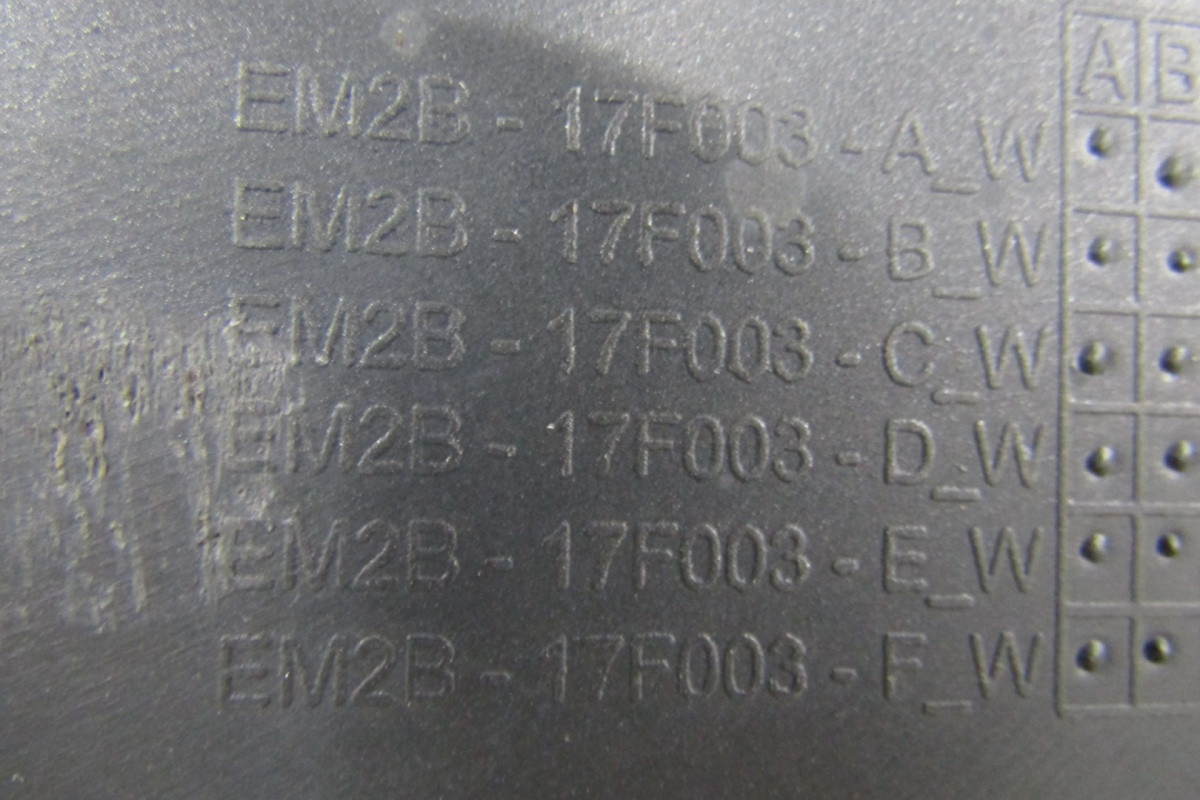 A B
EM2B - 17F003 - A_W
EM2B - 17F003 - B_W
EM2B - 17F003 - C_W
EM2B - 17F003 - D_W
EM2B - 17F003 - E_W
EM2B - 17F003 - F_W